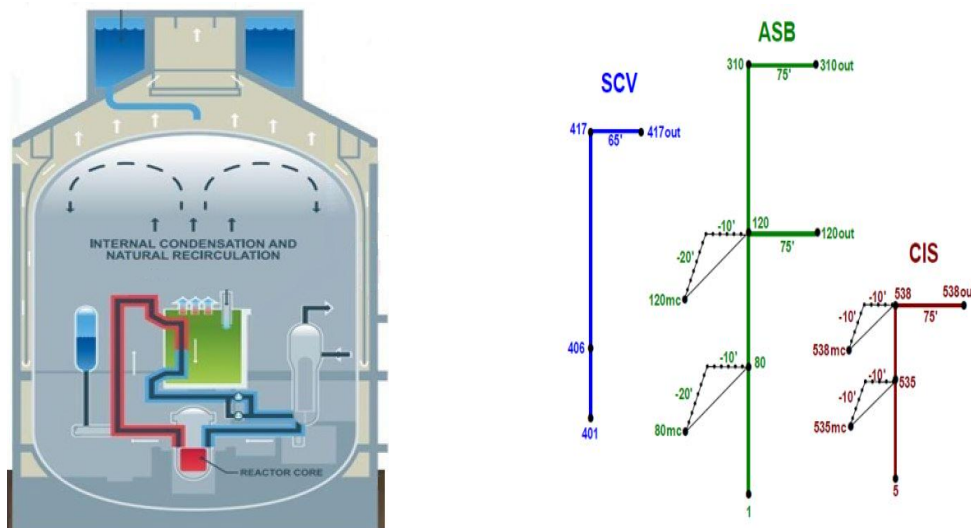 INTERNAL CONDENSATION AND
NATURAL RECIRCULATION
REACTOR CORE
SCV
417
417out
65'
406
401
ASB
310
310out
75'
120
-10'
-20'
120out
75'
120mc
-10'
80
-20'
80mc
1
CIS
538
538ou
-10'
75'
-10'
538mc
-10'
535
-10'
535mc
5